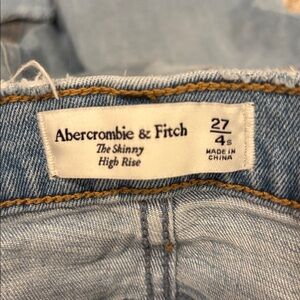 Abercrombie & Fitch
The Skinny
High Rise
27
4s
MADE IN
CHINA